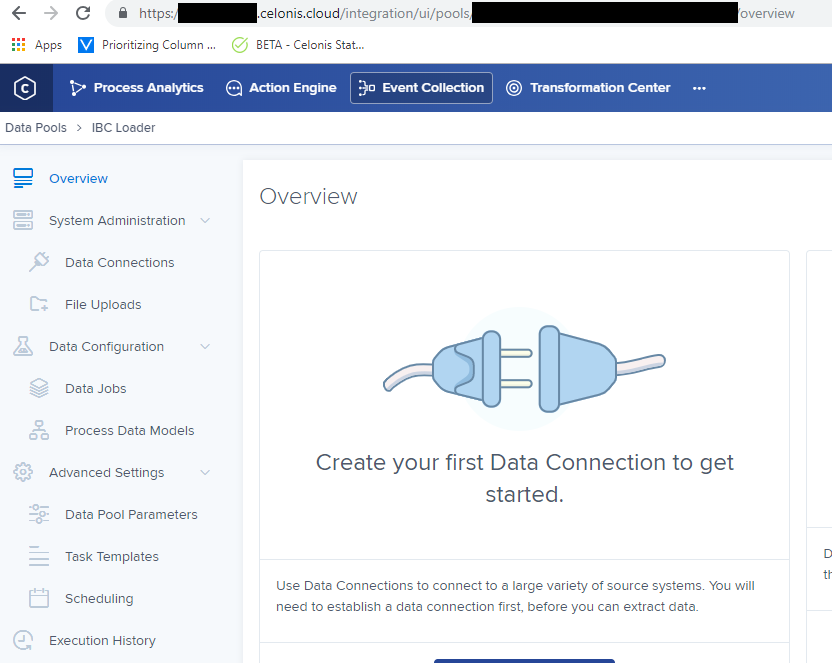 https:// .celonis.cloud/integration/ui/pools/ /overview
Apps Prioritizing Column ... BETA - Celonis Stat...
C Process Analytics Action Engine Event Collection Transformation Center ...
Data Pools > IBC Loader
Overview
System Administration
Data Connections
File Uploads
Data Configuration
Data Jobs
Process Data Models
Advanced Settings
Data Pool Parameters
Task Templates
Scheduling
Execution History
Overview
Create your first Data Connection to get
started.
Use Data Connections to connect to a large variety of source systems. You will
need to establish a data connection first, before you can extract data.
D
th